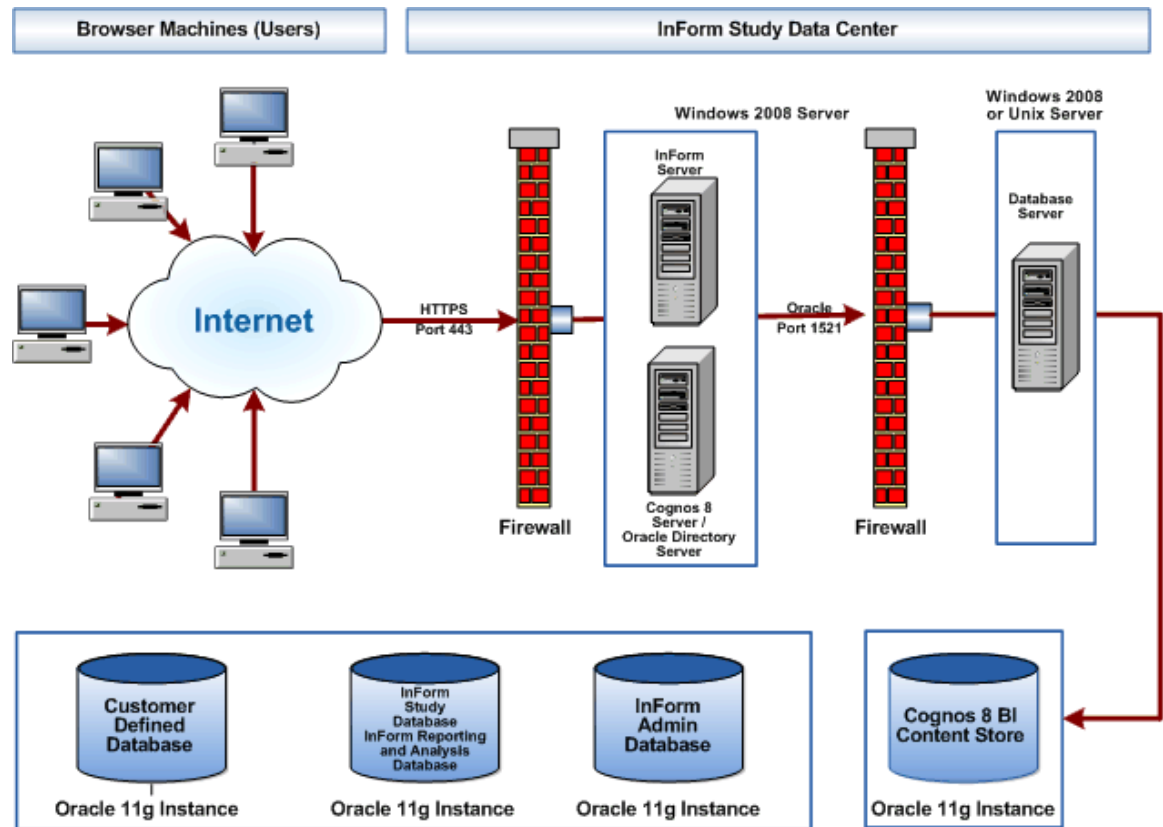 Browser Machines (Users)
InForm Study Data Center
Windows 2008 Server
Windows 2008
or Unix Server
InForm
Server
Database
Server
Internet
HTTPS
Port 443
Oracle
Port 1521
Firewall
Cognos 8
Server /
Oracle Directory
Server
Firewall
Customer
Defined
Database
InForm
Study
Database
InForm Reporting
and Analysis
Database
InForm
Admin
Database
Cognos 8 BI
Content Store
Oracle 11g Instance
Oracle 11g Instance
Oracle 11g Instance
Oracle 11g Instance